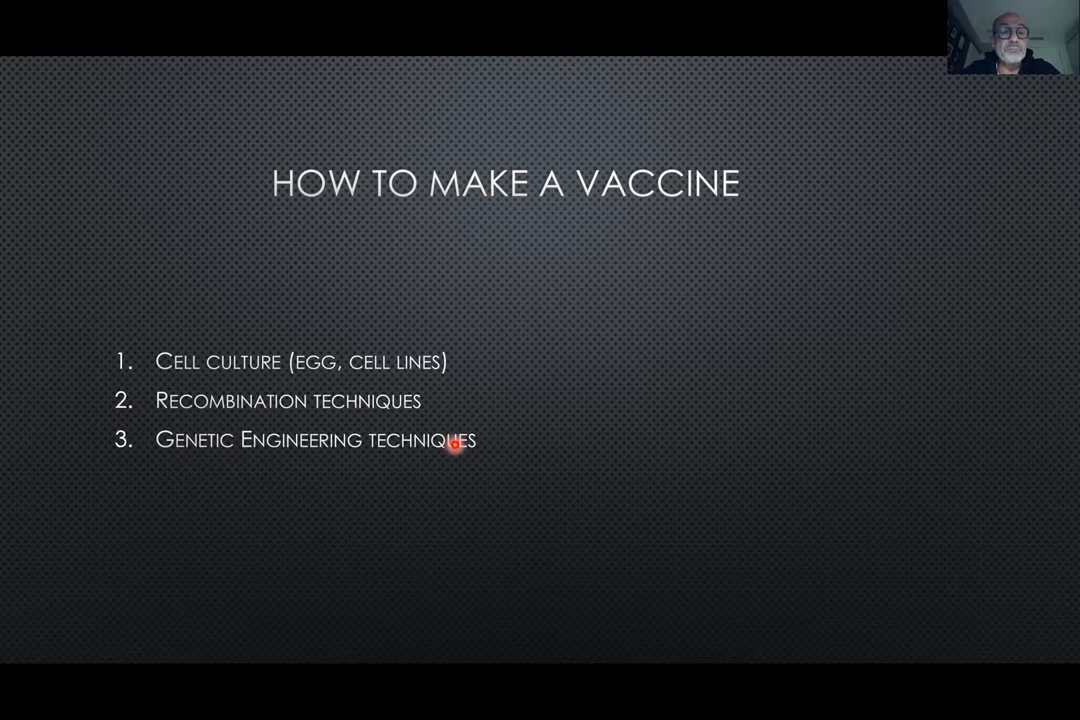 HOW TO MAKE A VACCINE
1. CELL CULTURE (EGG, CELL LINES)
2. RECOMBINATION TECHNIQUES
3. GENETIC ENGINEERING TECHNIQUES